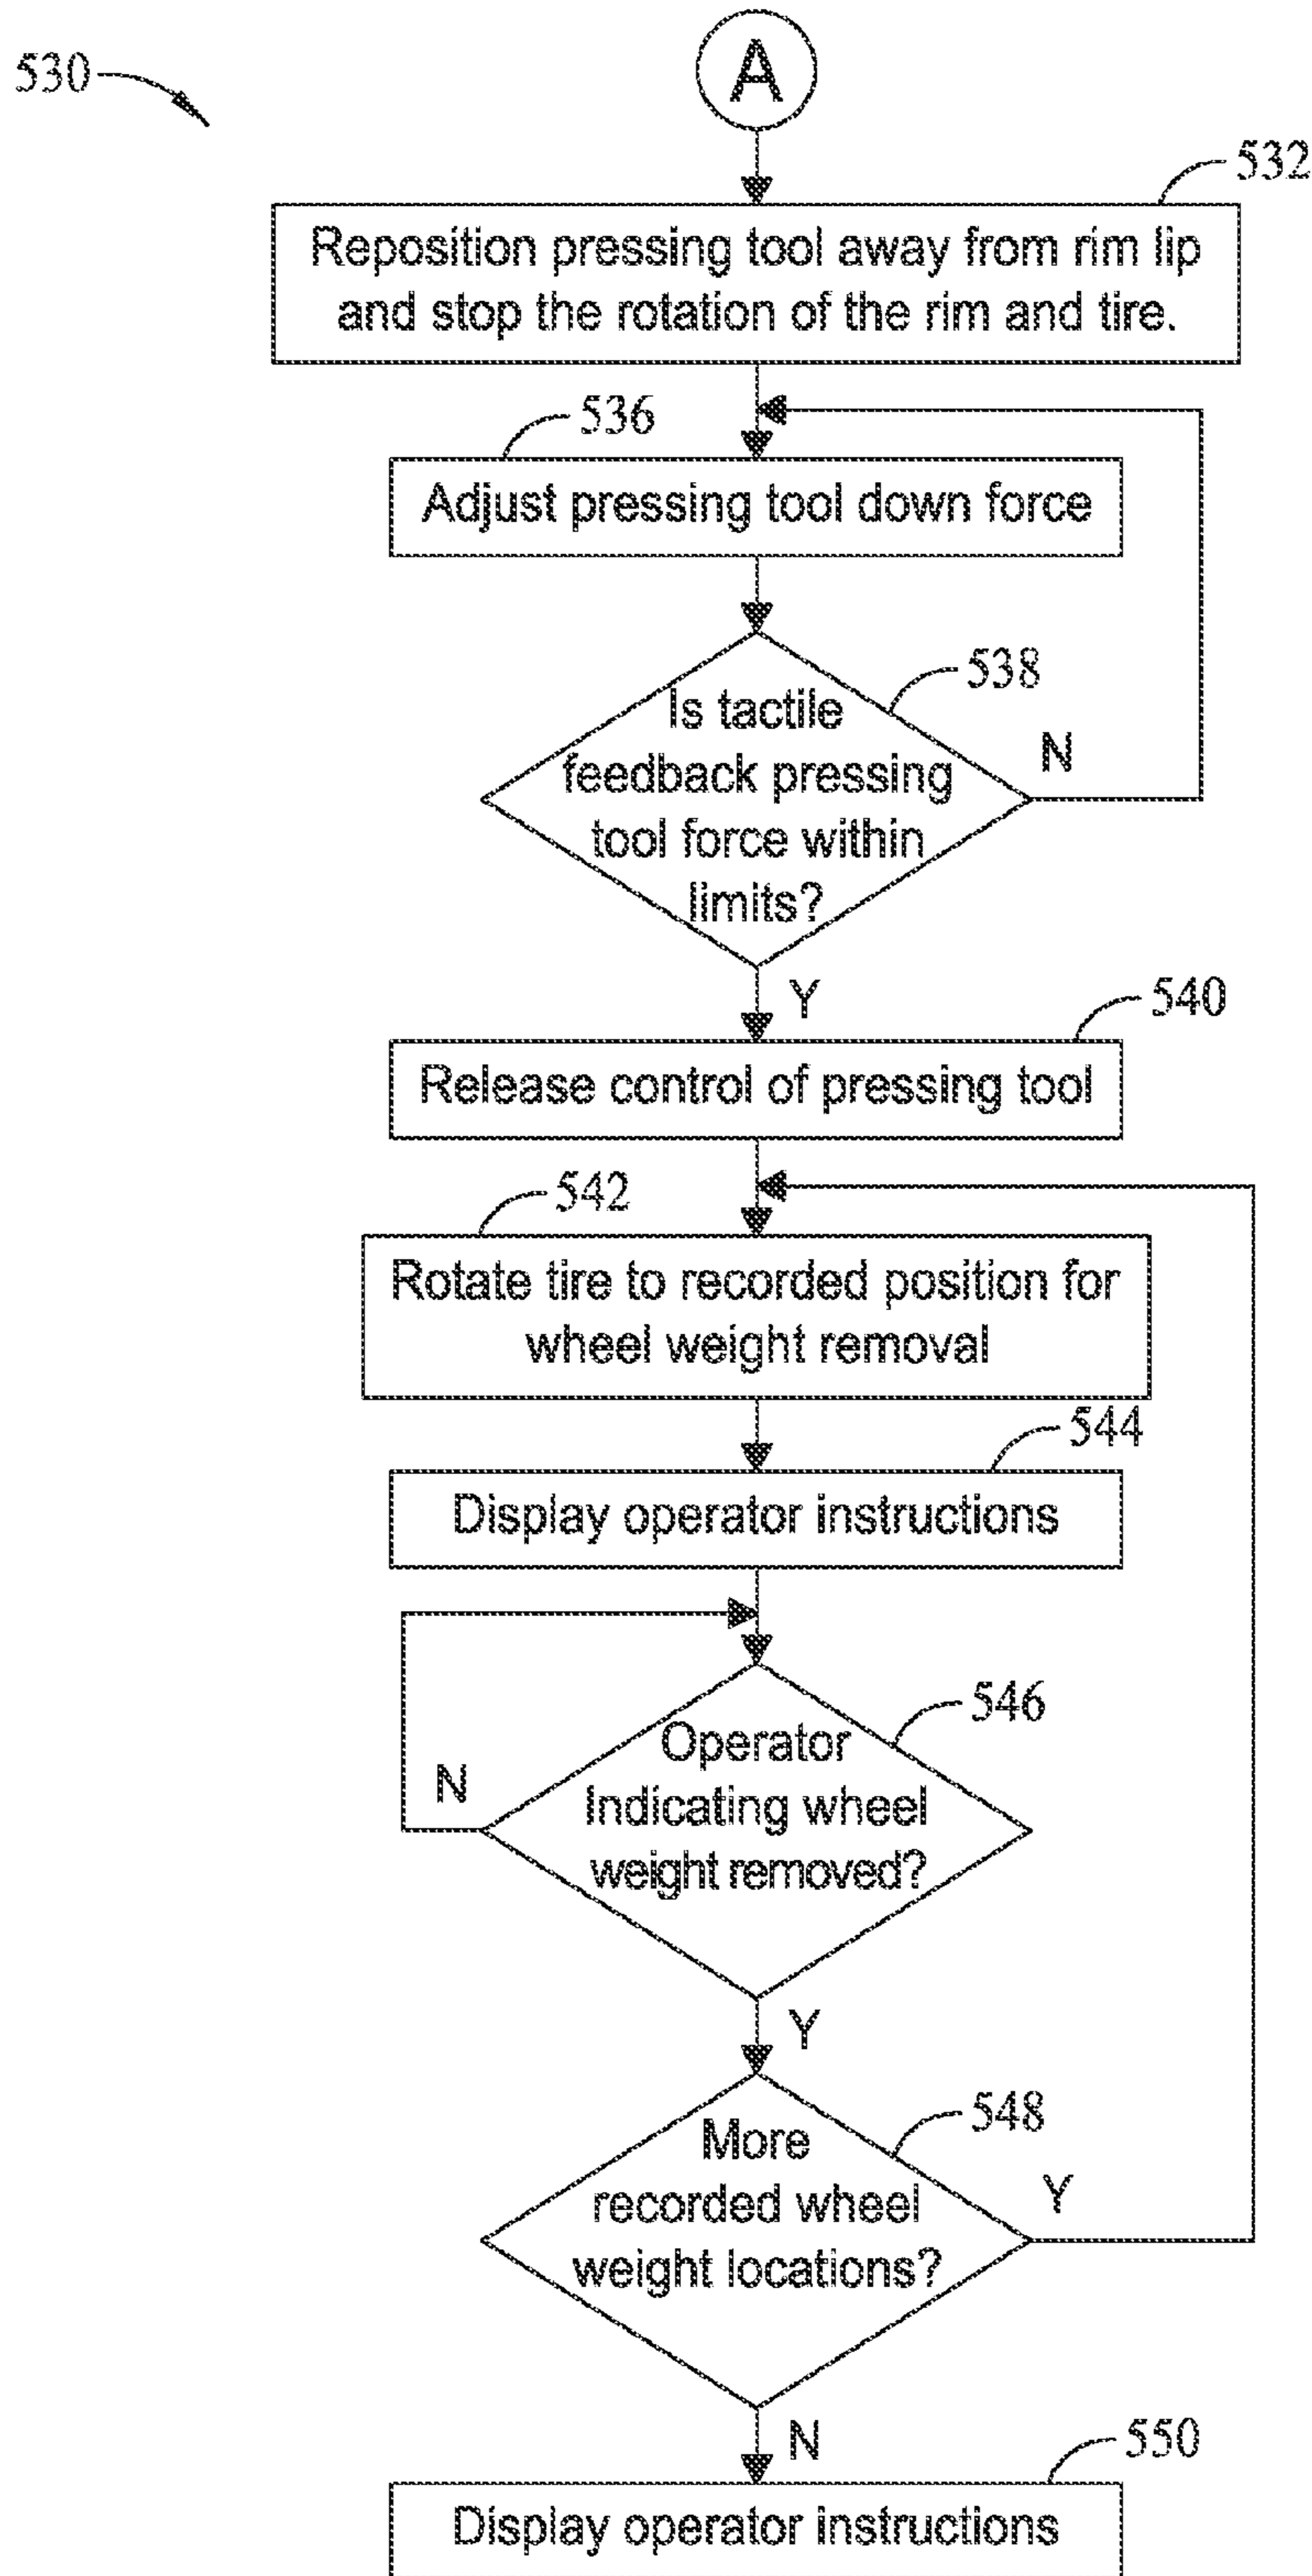 530
A
532
Reposition pressing tool away from rim lip
and stop the rotation of the rim and tire.
536
Adjust pressing tool down force
538
Is tactile
feedback pressing
tool force within
limits?
N
Y
540
Release control of pressing tool
542
Rotate tire to recorded position for
wheel weight removal
544
Display operator instructions
546
Operator
Indicating wheel
weight removed?
N
Y
548
More
recorded wheel
weight locations?
Y
N
550
Display operator instructions